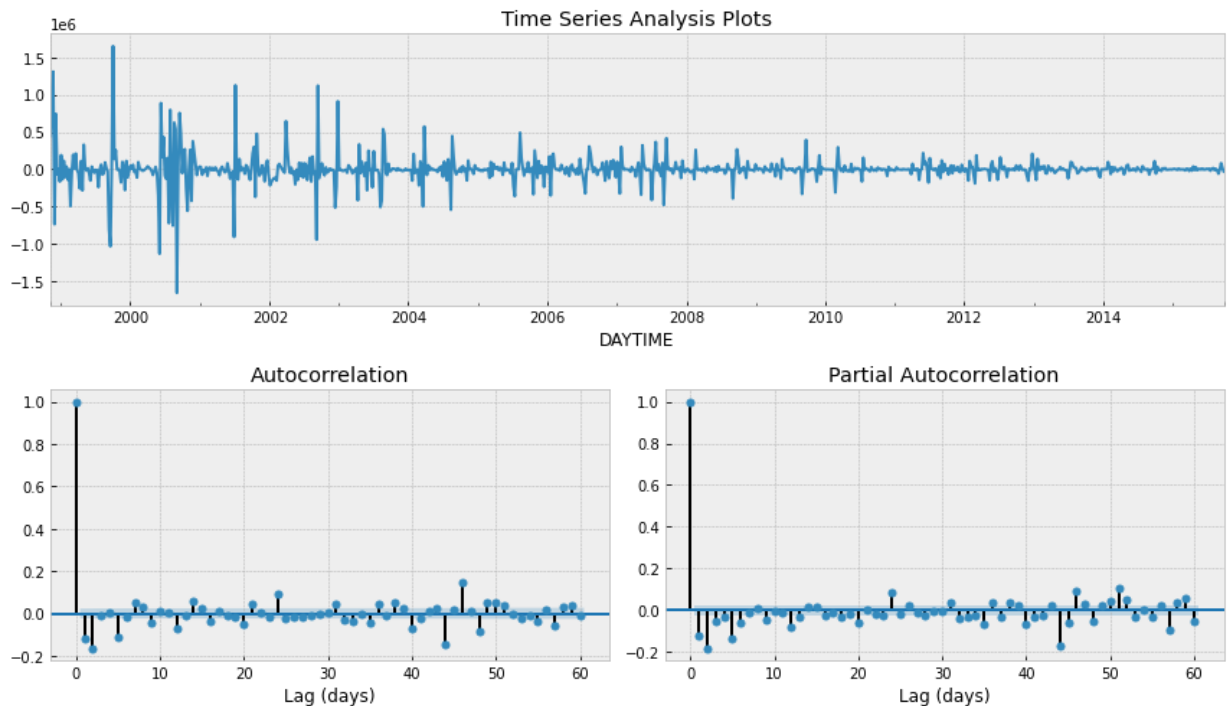 Time Series Analysis Plots
1e6
1.5
1.0
0.5
0.0
−0.5
−1.0
−1.5
2000 2002 2004 2006 2008 2010 2012 2014
DAYTIME
Autocorrelation
1.0
0.8
0.6
0.4
0.2
0.0
−0.2
0 10 20 30 40 50 60
Lag (days)
Partial Autocorrelation
1.0
0.8
0.6
0.4
0.2
0.0
−0.2
0 10 20 30 40 50 60
Lag (days)